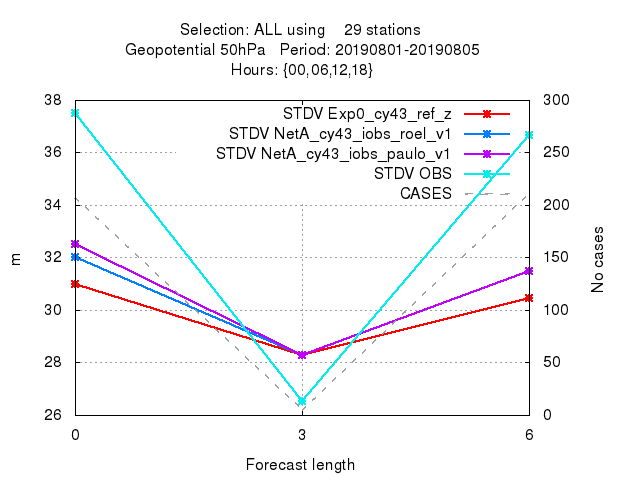 Selection: ALL using    29 stations
Geopotential 50hPa   Period: 20190801-20190805
Hours: {00,06,12,18}
STDV Exp0_cy43_ref_z
STDV NetA_cy43_iobs_roel_v1
STDV NetA_cy43_iobs_paulo_v1
STDV OBS
CASES
38
36
34
32
30
28
26
m
300
250
200
150
100
50
0
No cases
0 3 6
Forecast length